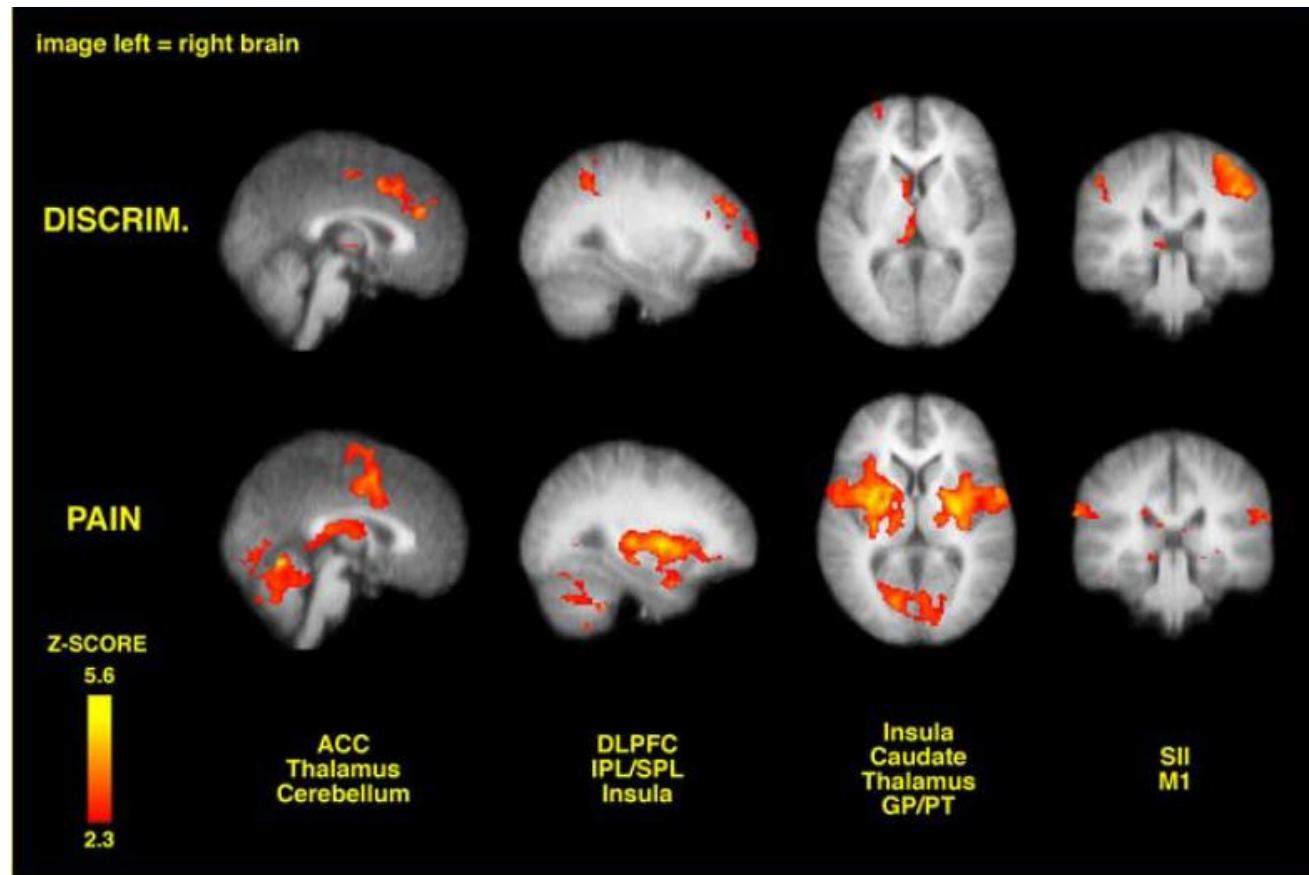 image left = right brain
DISCRIM.
PAIN
Z-SCORE
5.6
2.3
ACC
Thalamus
Cerebellum
DLPFC
IPL/SPL
Insula
Insula
Caudate
Thalamus
GP/PT
SII
M1